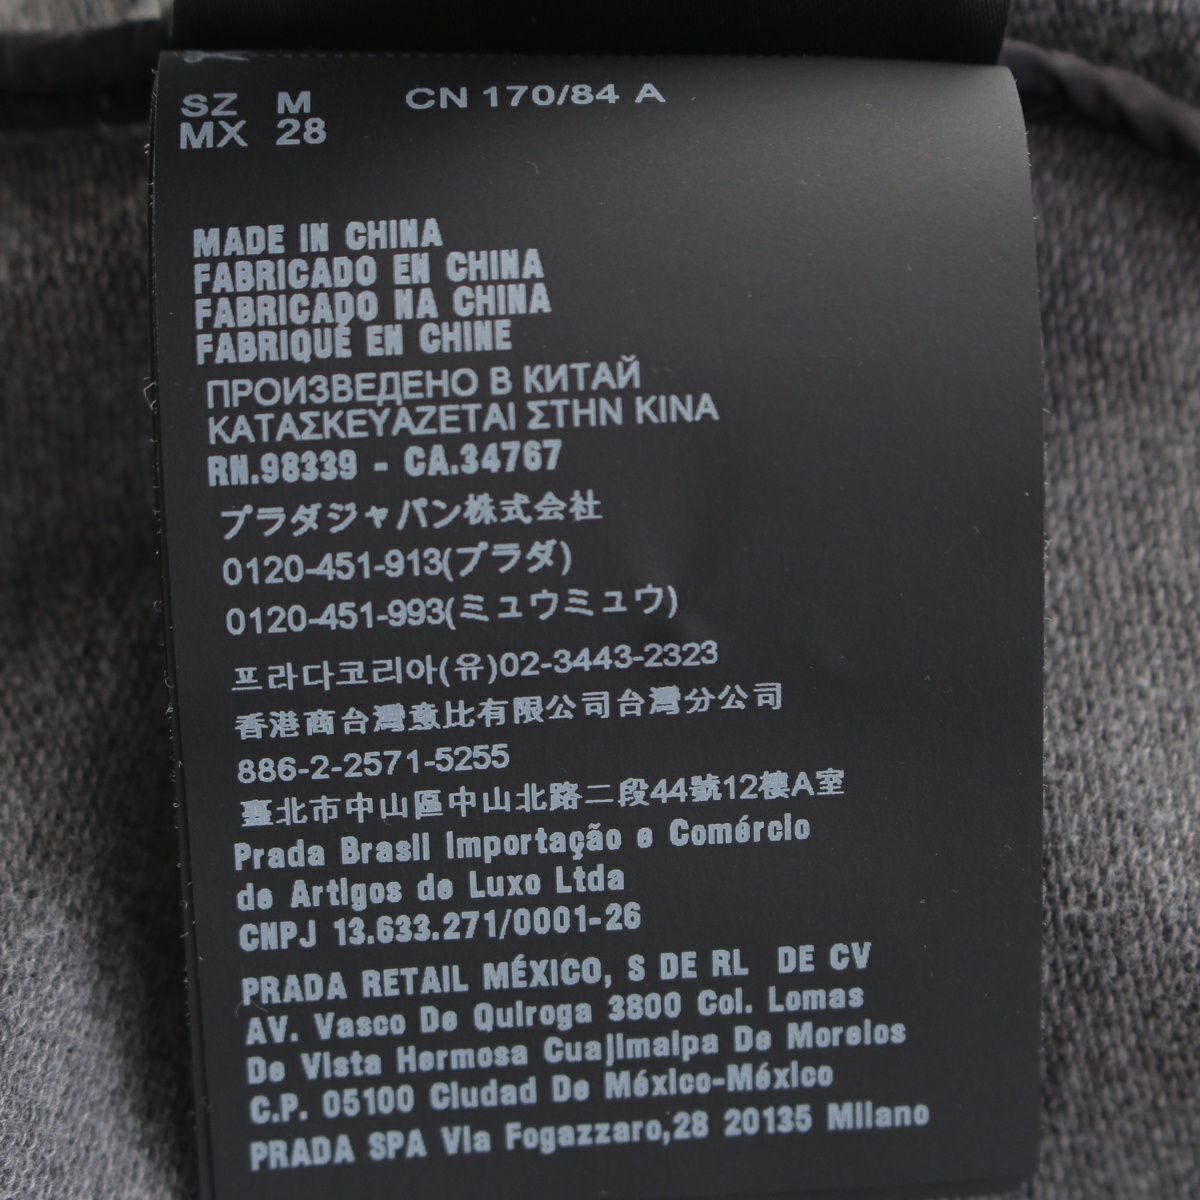 SZ M CN 170/84 A
MX 28
MADE IN CHINA
FABRICADO EN CHINA
FABRICADO NA CHINA
FABRIQUÉ EN CHINE
ПРОИЗВЕДЕНО В КИТАЙ
ΚΑΤΑΣΚΕΥΑΖΕΤΑΙ ΣΤΗΝ ΚΙΝΑ
RN.98339 - CA.34767
プラダジャパン株式会社
0120-451-913(プラダ)
0120-451-993(ミュウミュウ)
프라다코리아(유)02-3443-2323
香港商台灣意比有限公司台灣分公司
886-2-2571-5255
臺北市中山區中山北路二段44號12樓A室
Prada Brasil Importação e Comércio
de Artigos de Luxo Ltda
CNPJ 13.633.271/0001-26
PRADA RETAIL MÉXICO, S DE RL DE CV
AV. Vasco De Quiroga 3800 Col. Lomas
De Vista Hermosa Cuajimalpa De Morelos
C.P. 05100 Ciudad De México-México
PRADA SPA Via Fogazzaro,28 20135 Milano